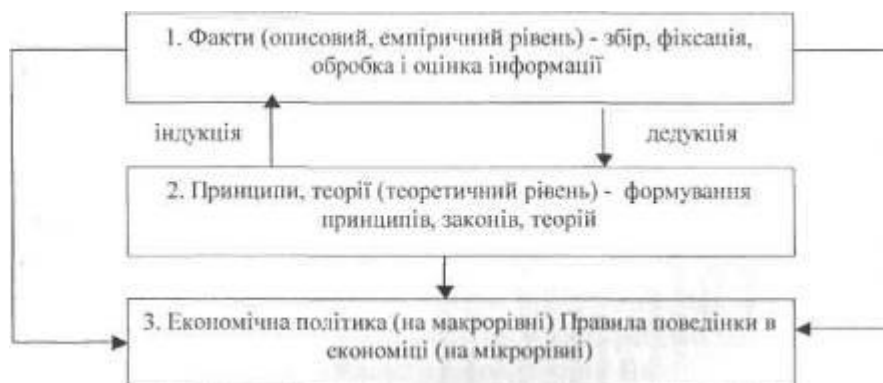 1. Факти (описовий, емпіричний рівень) - збір, фіксація,
обробка і оцінка інформації
індукція
дедукція
2. Принципи, теорії (теоретичний рівень) - формування
принципів, законів, теорій
3. Економічна політика (на макрорівні) Правила поведінки в
економіці (на мікрорівні)